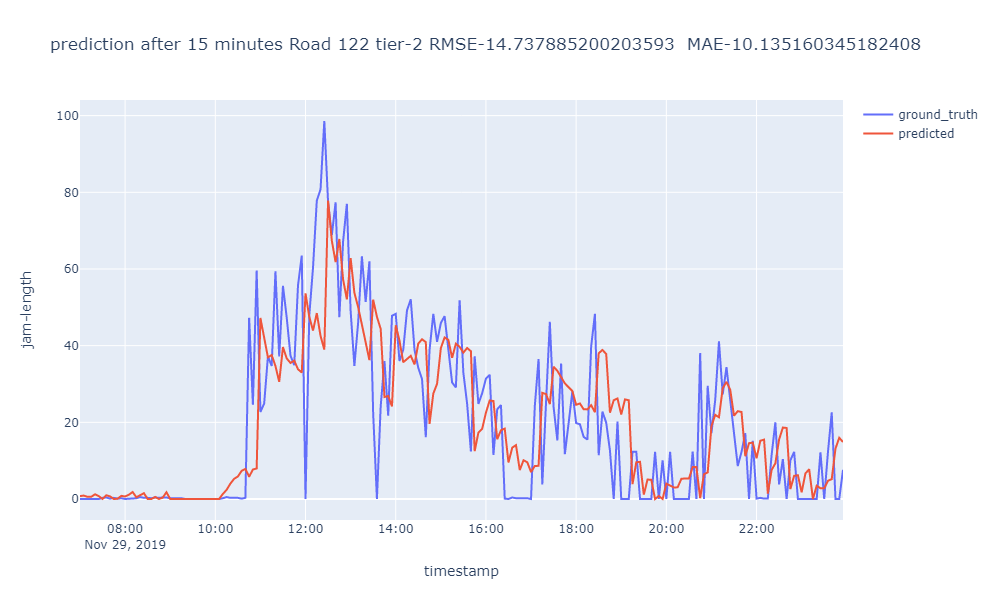 prediction after 15 minutes Road 122 tier-2 RMSE-14.737885200203593 MAE-10.135160345182408
ground_truth
predicted
100
80
60
40
20
0
jam-length
08:00 10:00 12:00 14:00 16:00 18:00 20:00 22:00
Nov 29, 2019
timestamp